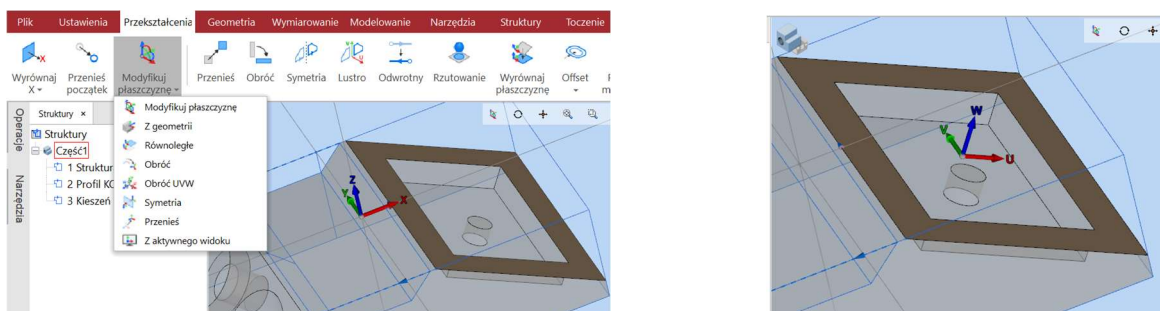 Plik Ustawienia Przekształcenia Geometria Wymiarowanie Modelowanie Narzędzia Struktury Toczenie
Wyrównaj Przenieś Modyfikuj Przenieś Obróć Symetria Lustro Odwrotny Rzutowanie Wyrównaj Offset
X początek płaszczyznę płaszczyznę
Struktury ×
Operacje
Narzędzia
Struktury
Część1
1 Struktur
2 Profil KO
3 Kieszeń
Modyfikuj płaszczyznę
Z geometrii
Równoległe
Obróć
Obróć UVW
Symetria
Przenieś
Z aktywnego widoku
Z
Y
X
W
V
U